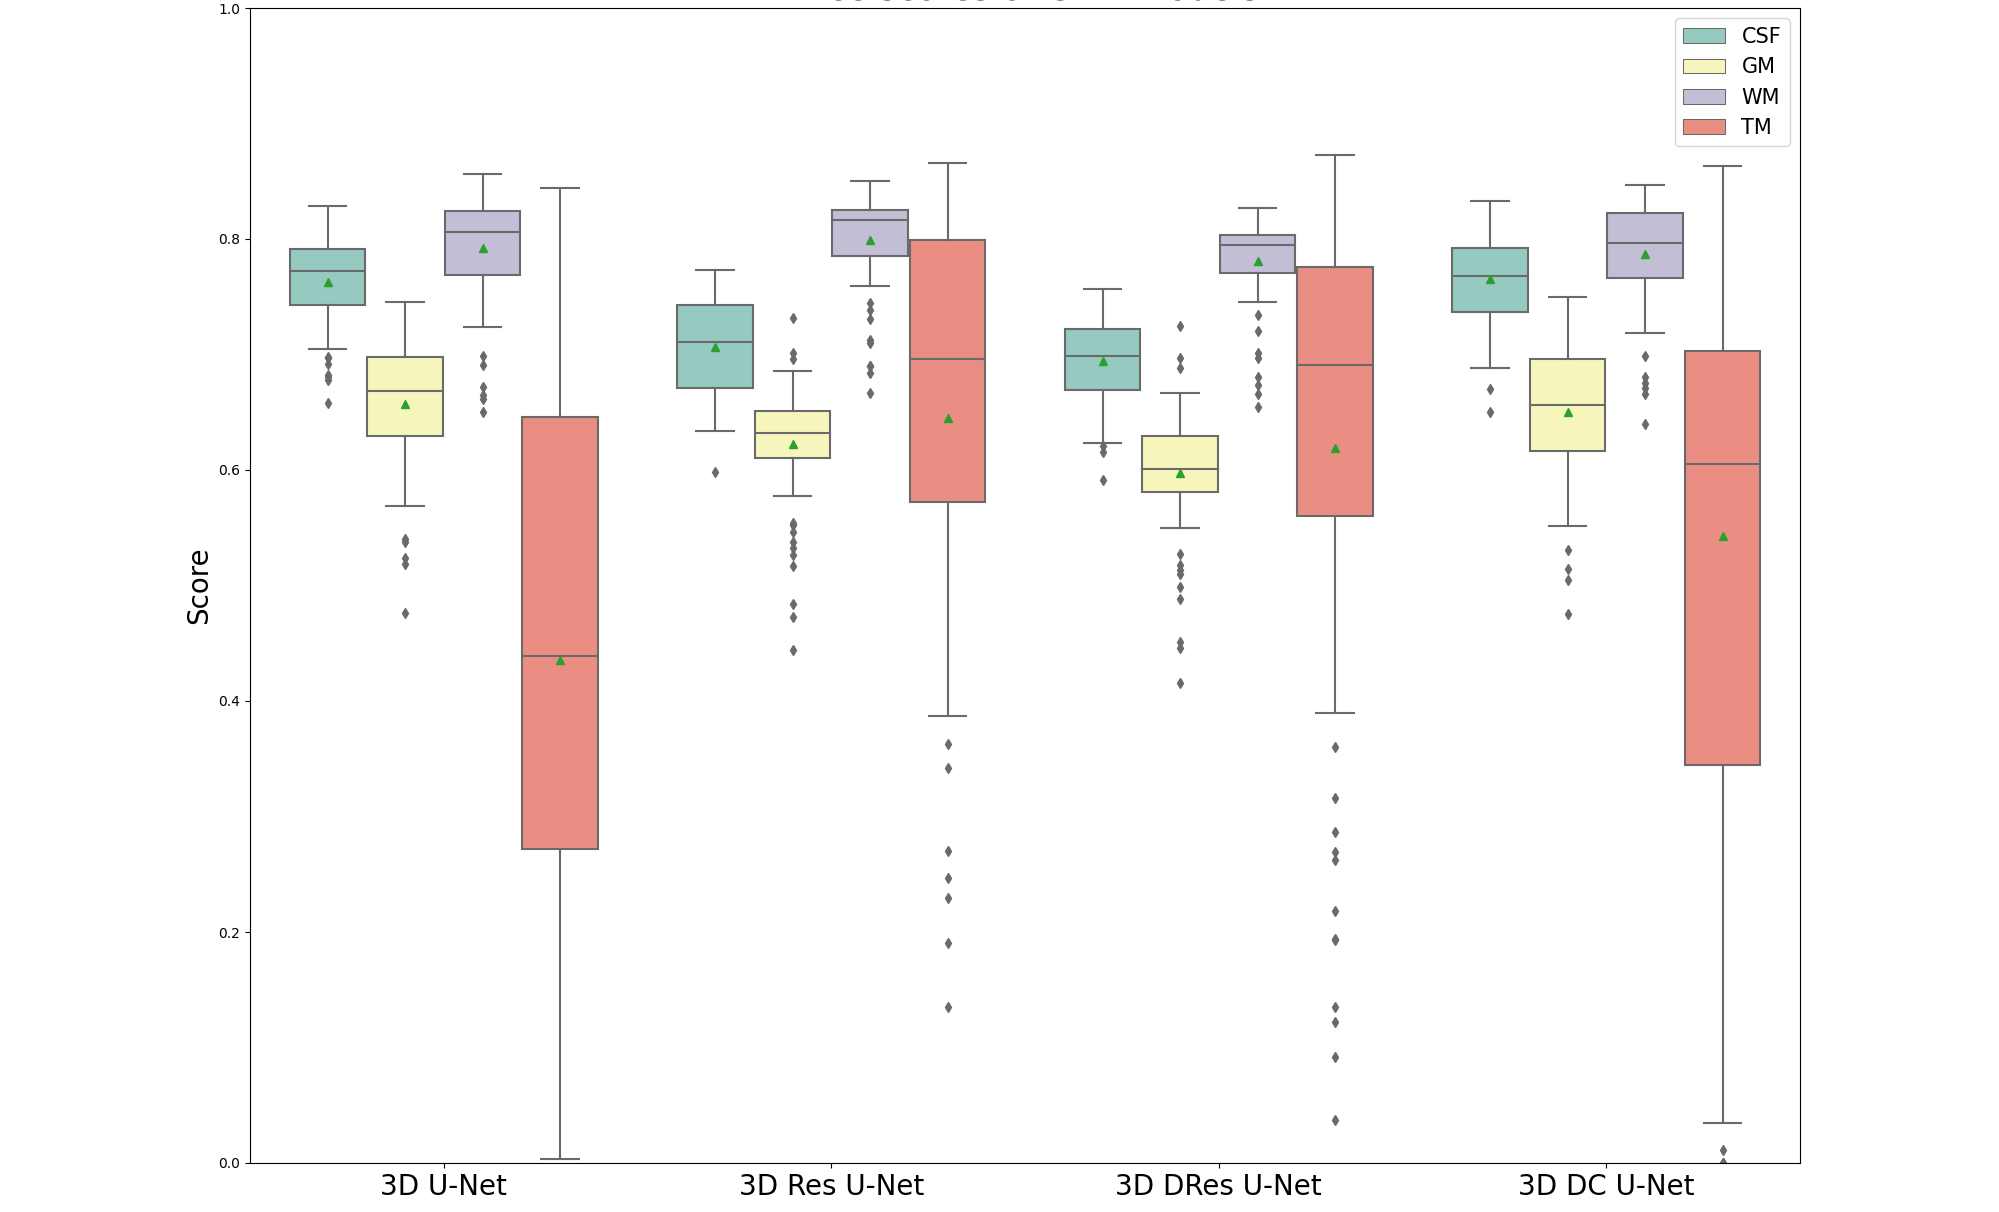 1.0
0.8
0.6
0.4
0.2
0.0
Score
CSF
GM
WM
TM
3D U-Net
3D Res U-Net
3D DRes U-Net
3D DC U-Net